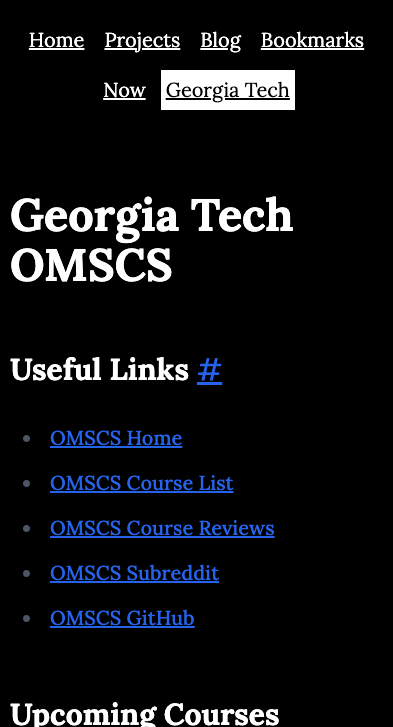 Home Projects Blog Bookmarks
Now Georgia Tech
Georgia Tech
OMSCS
Useful Links #
OMSCS Home
OMSCS Course List
OMSCS Course Reviews
OMSCS Subreddit
OMSCS GitHub
Upcoming Courses